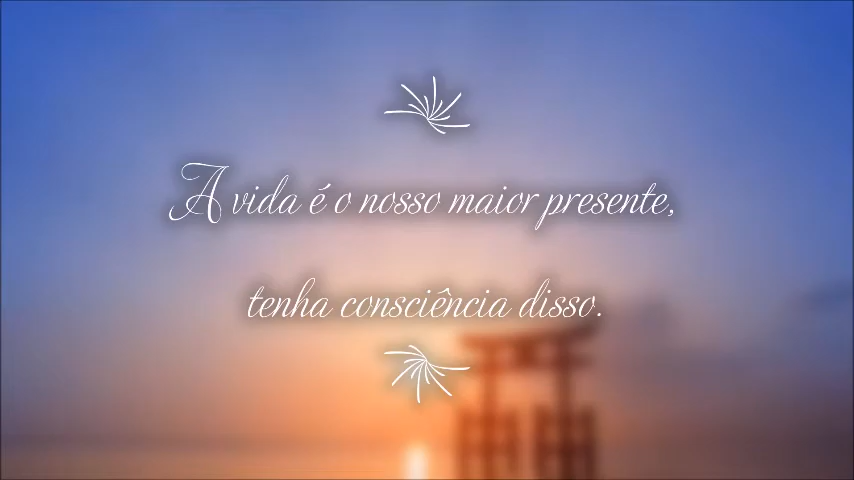 A vida é o nosso maior presente,
tenha consciência disso.